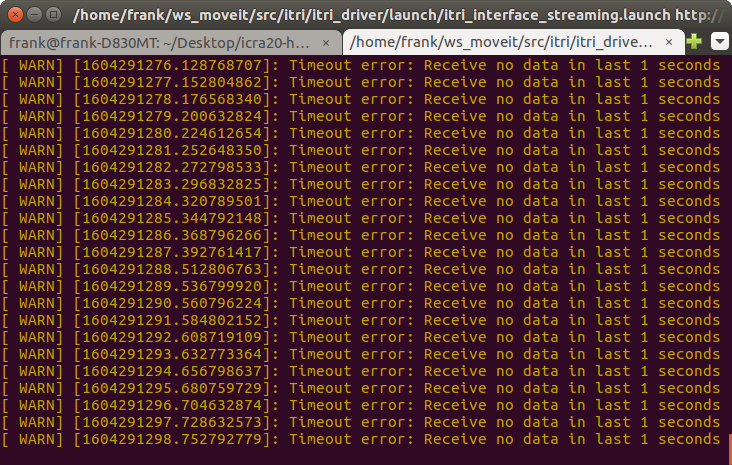 /home/frank/ws_moveit/src/itri/itri_driver/launch/itri_interface_streaming.launch http://
frank@frank-D830MT: ~/Desktop/icra20-h... × /home/frank/ws_moveit/src/itri/itri_drive... ×
[ WARN] [1604291276.128768707]: Timeout error: Receive no data in last 1 seconds
[ WARN] [1604291277.152804862]: Timeout error: Receive no data in last 1 seconds
[ WARN] [1604291278.176568340]: Timeout error: Receive no data in last 1 seconds
[ WARN] [1604291279.200632824]: Timeout error: Receive no data in last 1 seconds
[ WARN] [1604291280.224612654]: Timeout error: Receive no data in last 1 seconds
[ WARN] [1604291281.252648350]: Timeout error: Receive no data in last 1 seconds
[ WARN] [1604291282.272798533]: Timeout error: Receive no data in last 1 seconds
[ WARN] [1604291283.296832825]: Timeout error: Receive no data in last 1 seconds
[ WARN] [1604291284.320789501]: Timeout error: Receive no data in last 1 seconds
[ WARN] [1604291285.344792148]: Timeout error: Receive no data in last 1 seconds
[ WARN] [1604291286.368796266]: Timeout error: Receive no data in last 1 seconds
[ WARN] [1604291287.392761417]: Timeout error: Receive no data in last 1 seconds
[ WARN] [1604291288.512806763]: Timeout error: Receive no data in last 1 seconds
[ WARN] [1604291289.536799920]: Timeout error: Receive no data in last 1 seconds
[ WARN] [1604291290.560796224]: Timeout error: Receive no data in last 1 seconds
[ WARN] [1604291291.584802152]: Timeout error: Receive no data in last 1 seconds
[ WARN] [1604291292.608719109]: Timeout error: Receive no data in last 1 seconds
[ WARN] [1604291293.632773364]: Timeout error: Receive no data in last 1 seconds
[ WARN] [1604291294.656798637]: Timeout error: Receive no data in last 1 seconds
[ WARN] [1604291295.680759729]: Timeout error: Receive no data in last 1 seconds
[ WARN] [1604291296.704632874]: Timeout error: Receive no data in last 1 seconds
[ WARN] [1604291297.728632573]: Timeout error: Receive no data in last 1 seconds
[ WARN] [1604291298.752792779]: Timeout error: Receive no data in last 1 seconds